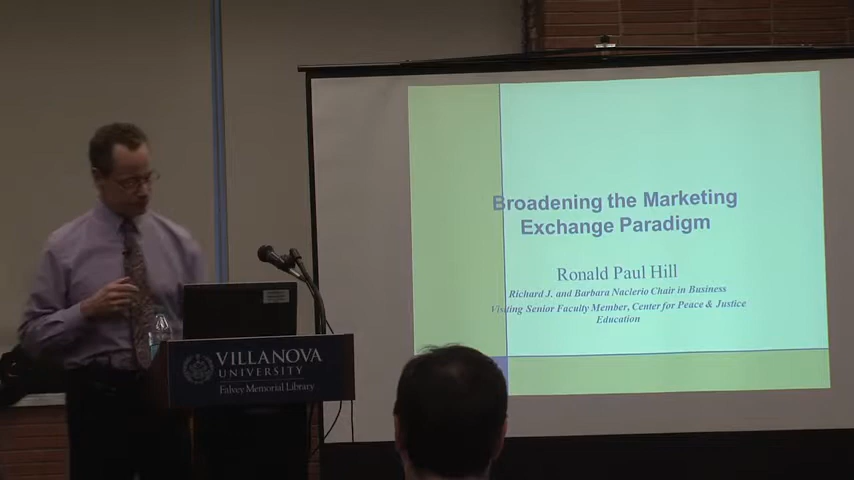 Broadening the Marketing
Exchange Paradigm
Ronald Paul Hill
Richard J. and Barbara Naclerio Chair in Business
Visiting Senior Faculty Member, Center for Peace & Justice
Education
VILLANOVA
UNIVERSITY
Falvey Memorial Library